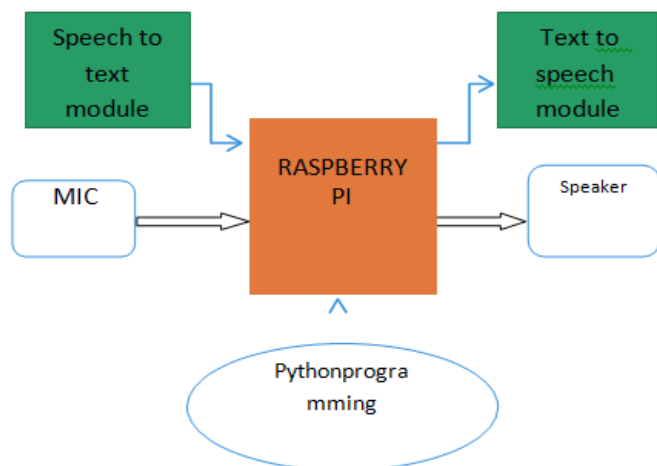 Speech to
text
module
Text to
speech
module
RASPBERRY
PI
MIC
Speaker
Pythonprogra
mming